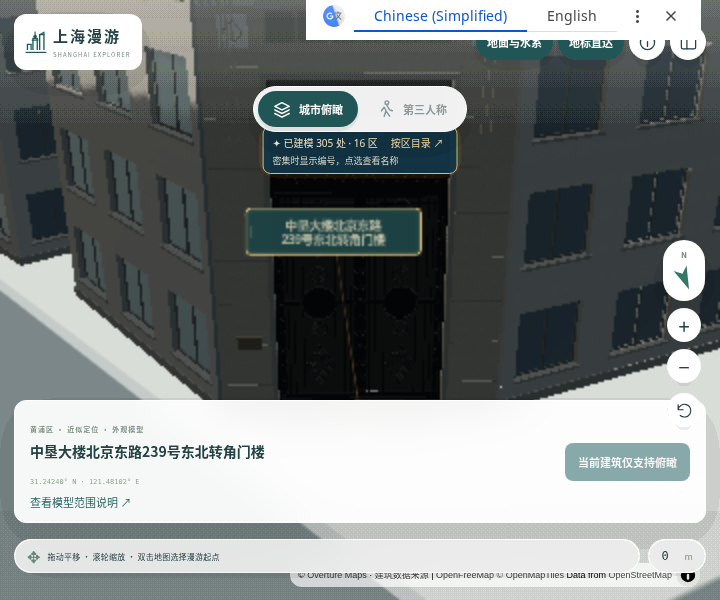 Chinese (Simplified)
English
上海漫游
SHANGHAI EXPLORER
地面与水系
地标直达
城市俯瞰
第三人称
已建模 305 处 · 16 区 按区目录 ↗
密集时显示编号，点选查看名称
中垦大楼北京东路
239号东北转角门楼
N
黄浦区 · 近似定位 · 外观模型
中垦大楼北京东路239号东北转角门楼
31.24240° N · 121.48102° E
查看模型范围说明 ↗
当前建筑仅支持俯瞰
拖动平移 · 滚轮缩放 · 双击地图选择漫游起点
0 m
© Overture Maps · 建筑数据来源 | OpenFreeMap © OpenMapTiles Data from OpenStreetMap